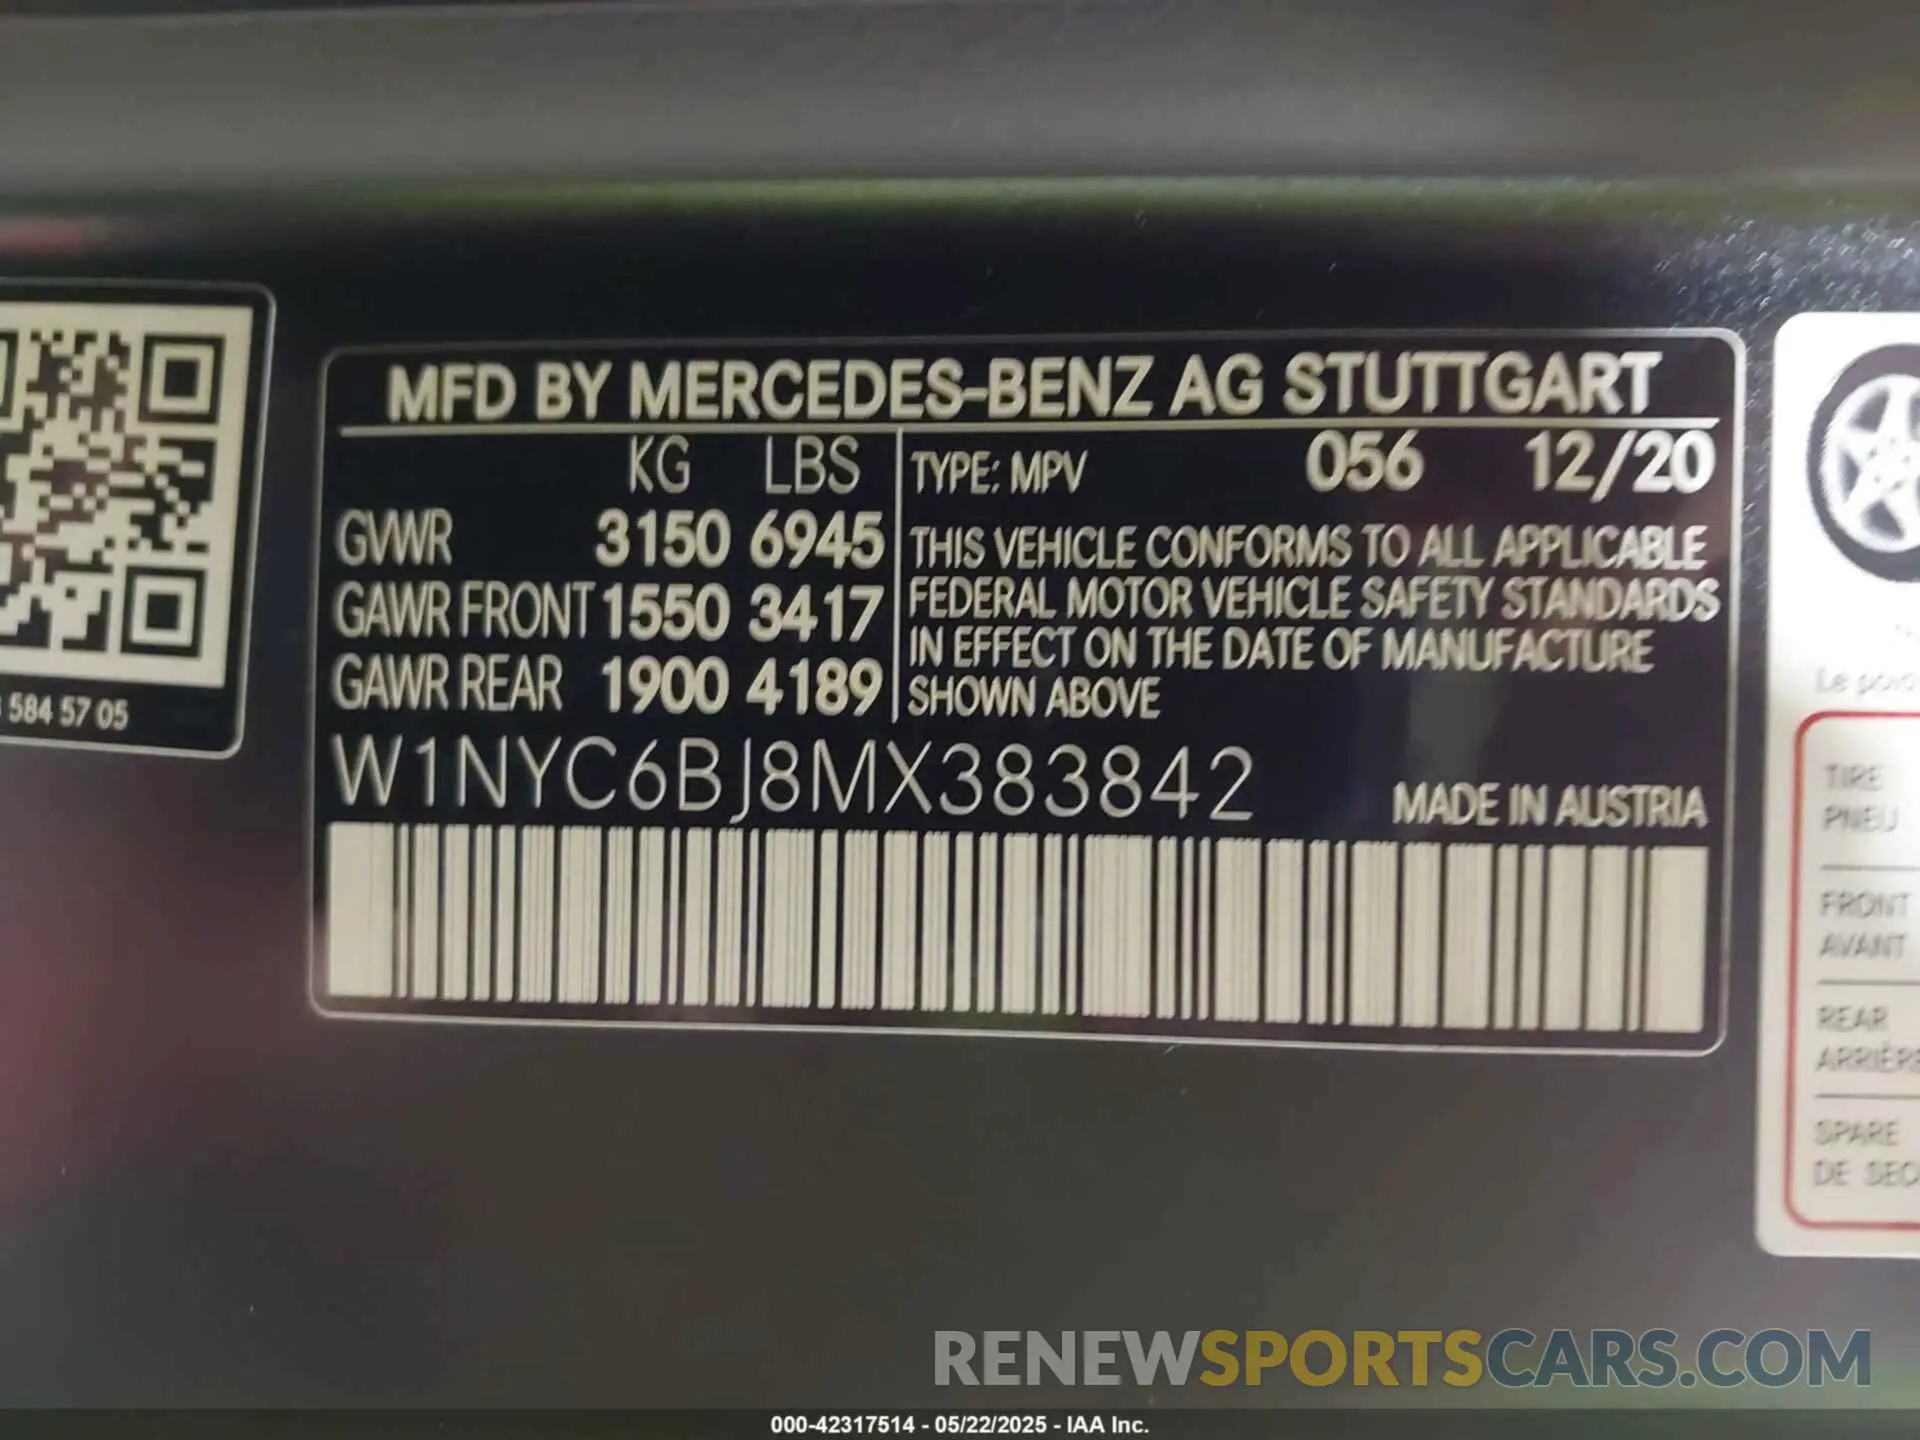 MFD BY MERCEDES-BENZ AG STUTTGART
KG LBS
GVWR 3150 6945
GAWR FRONT 1550 3417
GAWR REAR 1900 4189
TYPE: MPV 056 12/20
THIS VEHICLE CONFORMS TO ALL APPLICABLE
FEDERAL MOTOR VEHICLE SAFETY STANDARDS
IN EFFECT ON THE DATE OF MANUFACTURE
SHOWN ABOVE
W1NYC6BJ8MX383842
MADE IN AUSTRIA
584 57 05
Le
TIRE
PNEU
FRONT
AVANT
REAR
ARRIÈRE
SPARE
DE
RENEWSPORTSCARS.COM
000-42317514 - 05/22/2025 - IAA Inc.